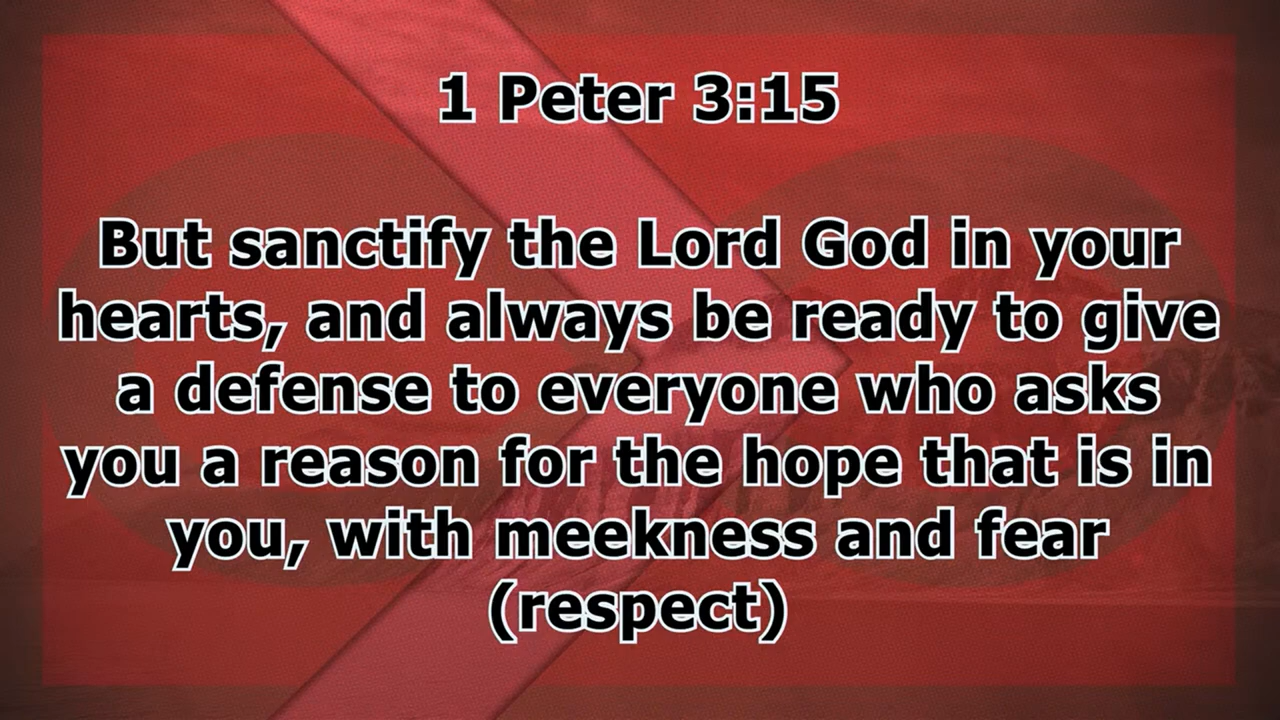 1 Peter 3:15
But sanctify the Lord God in your
hearts, and always be ready to give
a defense to everyone who asks
you a reason for the hope that is in
you, with meekness and fear
(respect)